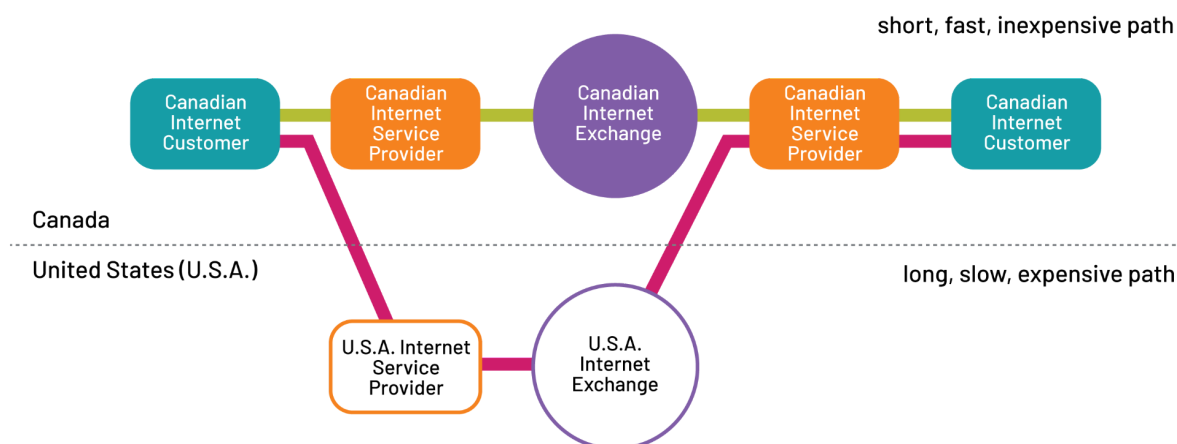 short, fast, inexpensive path
Canadian
Internet
Customer
Canadian
Internet
Service
Provider
Canadian
Internet
Exchange
Canadian
Internet
Service
Provider
Canadian
Internet
Customer
Canada
United States (U.S.A.)
long, slow, expensive path
U.S.A. Internet
Service
Provider
U.S.A.
Internet
Exchange